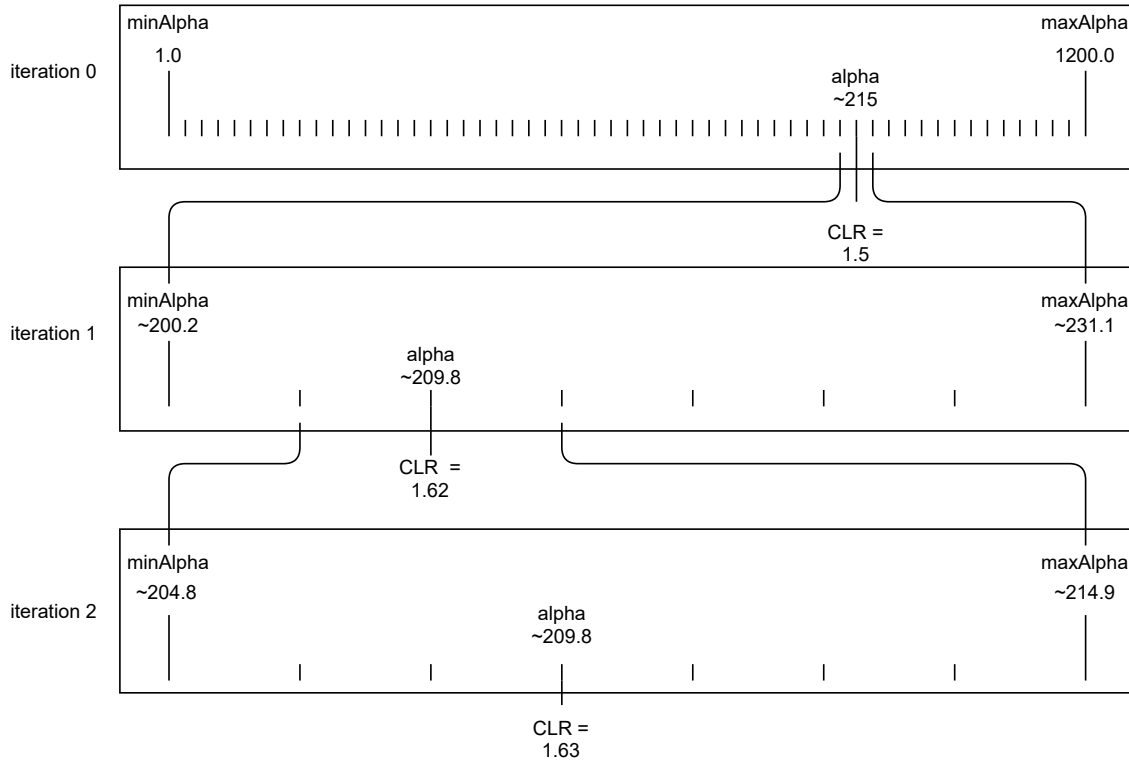 minAlpha
maxAlpha
1.0
1200.0
iteration 0
alpha
~215
CLR =
1.5
minAlpha
maxAlpha
~200.2
~231.1
iteration 1
alpha
~209.8
CLR =
1.62
minAlpha
maxAlpha
~204.8
~214.9
iteration 2
alpha
~209.8
CLR =
1.63